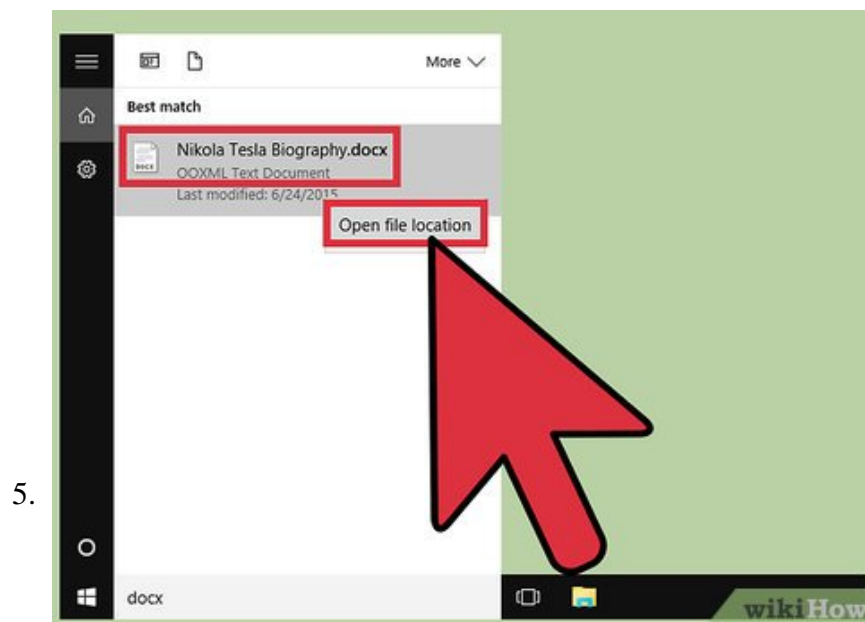 More
Best match
Nikola Tesla Biography.docx
DOCX
OOXML Text Document
Last modified: 6/24/2015
Open file location
5.
docx
wikiHow